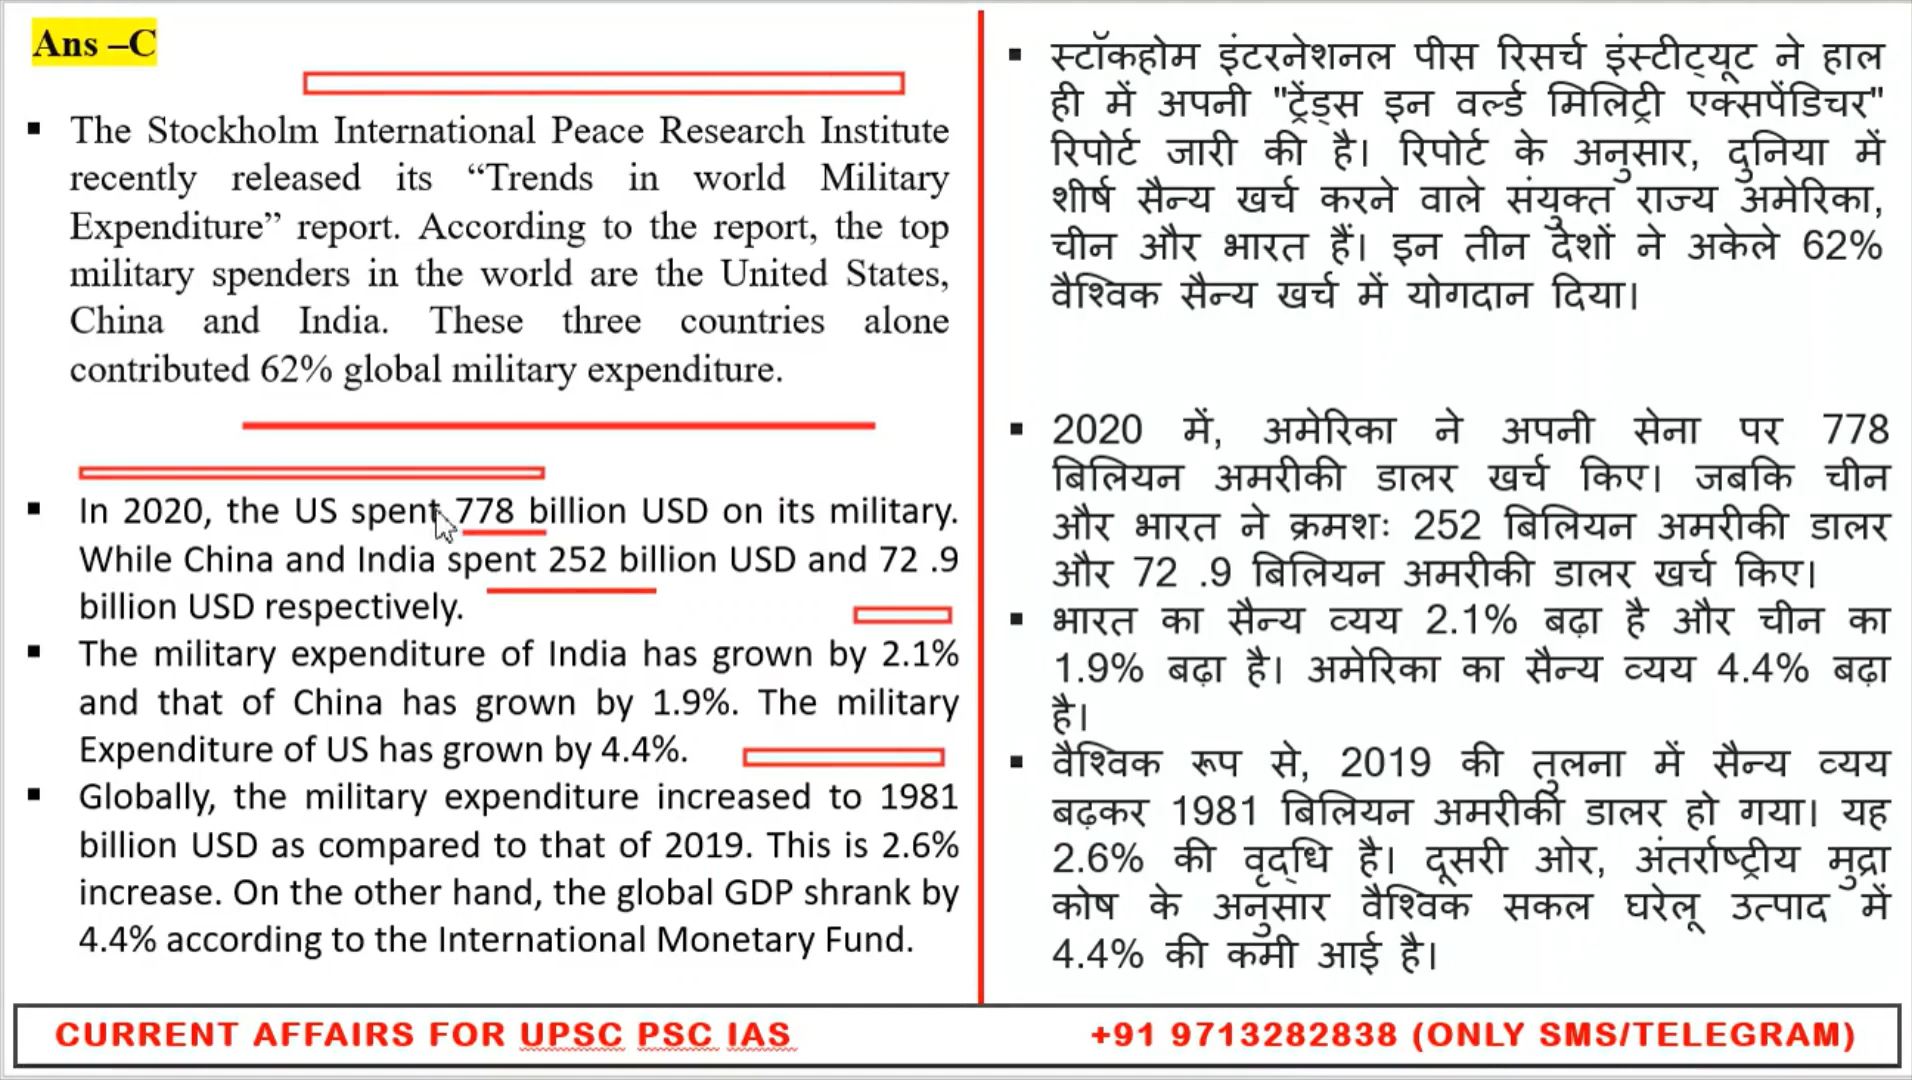 Ans –C
▪ The Stockholm International Peace Research Institute
recently released its “Trends in world Military
Expenditure” report. According to the report, the top
military spenders in the world are the United States,
China and India. These three countries alone
contributed 62% global military expenditure.
▪ In 2020, the US spent 778 billion USD on its military.
While China and India spent 252 billion USD and 72 .9
billion USD respectively.
▪ The military expenditure of India has grown by 2.1%
and that of China has grown by 1.9%. The military
Expenditure of US has grown by 4.4%.
▪ Globally, the military expenditure increased to 1981
billion USD as compared to that of 2019. This is 2.6%
increase. On the other hand, the global GDP shrank by
4.4% according to the International Monetary Fund.
▪ स्टॉकहोम इंटरनेशनल पीस रिसर्च इंस्टीट्यूट ने हाल
ही में अपनी "ट्रेंड्स इन वर्ल्ड मिलिट्री एक्सपेंडिचर"
रिपोर्ट जारी की है। रिपोर्ट के अनुसार, दुनिया में
शीर्ष सैन्य खर्च करने वाले संयुक्त राज्य अमेरिका,
चीन और भारत हैं। इन तीन देशों ने अकेले 62%
वैश्विक सैन्य खर्च में योगदान दिया।
▪ 2020 में, अमेरिका ने अपनी सेना पर 778
बिलियन अमरीकी डालर खर्च किए। जबकि चीन
और भारत ने क्रमशः 252 बिलियन अमरीकी डालर
और 72 .9 बिलियन अमरीकी डालर खर्च किए।
▪ भारत का सैन्य व्यय 2.1% बढ़ा है और चीन का
1.9% बढ़ा है। अमेरिका का सैन्य व्यय 4.4% बढ़ा
है।
▪ वैश्विक रूप से, 2019 की तुलना में सैन्य व्यय
बढ़कर 1981 बिलियन अमरीकी डालर हो गया। यह
2.6% की वृद्धि है। दूसरी ओर, अंतर्राष्ट्रीय मुद्रा
कोष के अनुसार वैश्विक सकल घरेलू उत्पाद में
4.4% की कमी आई है।
CURRENT AFFAIRS FOR UPSC PSC IAS
+91 9713282838 (ONLY SMS/TELEGRAM)